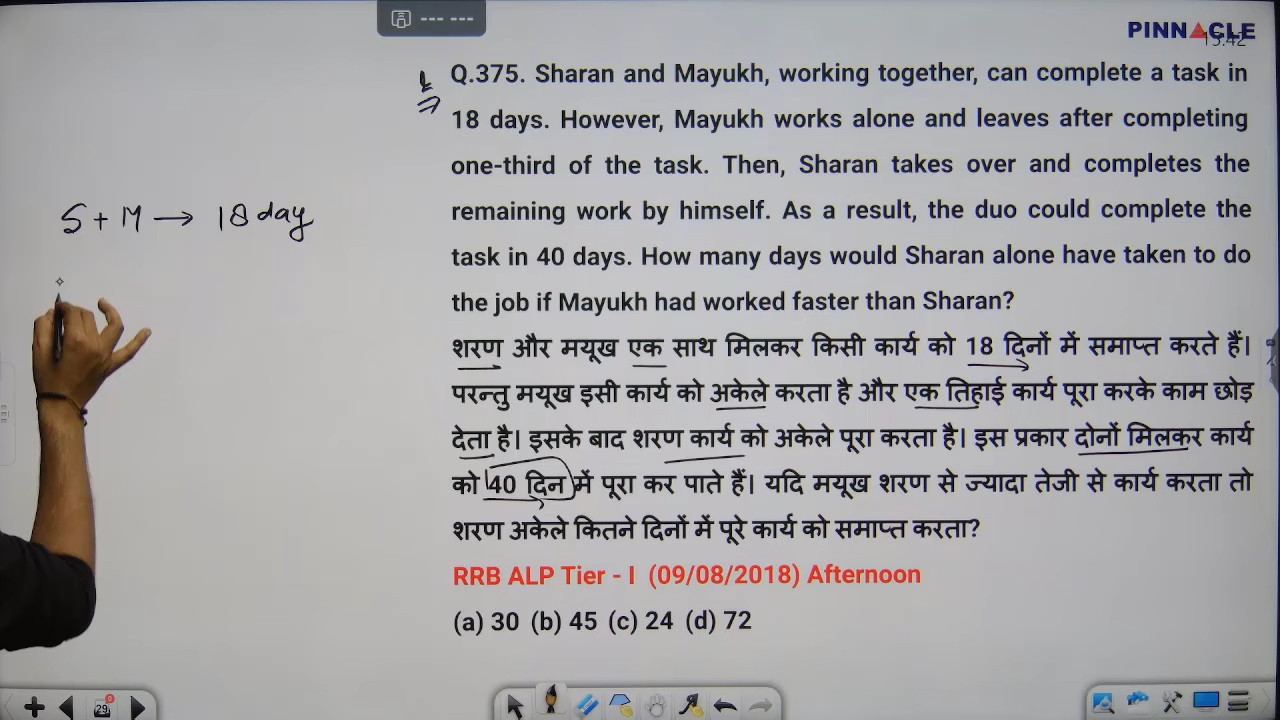 PINNACLE
15:42
Q.375. Sharan and Mayukh, working together, can complete a task in
18 days. However, Mayukh works alone and leaves after completing
one-third of the task. Then, Sharan takes over and completes the
remaining work by himself. As a result, the duo could complete the
task in 40 days. How many days would Sharan alone have taken to do
the job if Mayukh had worked faster than Sharan?
S + M → 18 day
शरण और मयूख एक साथ मिलकर किसी कार्य को 18 दिनों में समाप्त करते हैं।
परन्तु मयूख इसी कार्य को अकेले करता है और एक तिहाई कार्य पूरा करके काम छोड़
देता है। इसके बाद शरण कार्य को अकेले पूरा करता है। इस प्रकार दोनों मिलकर कार्य
को 40 दिन में पूरा कर पाते हैं। यदि मयूख शरण से ज्यादा तेजी से कार्य करता तो
शरण अकेले कितने दिनों में पूरे कार्य को समाप्त करता?
RRB ALP Tier - I (09/08/2018) Afternoon
(a) 30 (b) 45 (c) 24 (d) 72
29